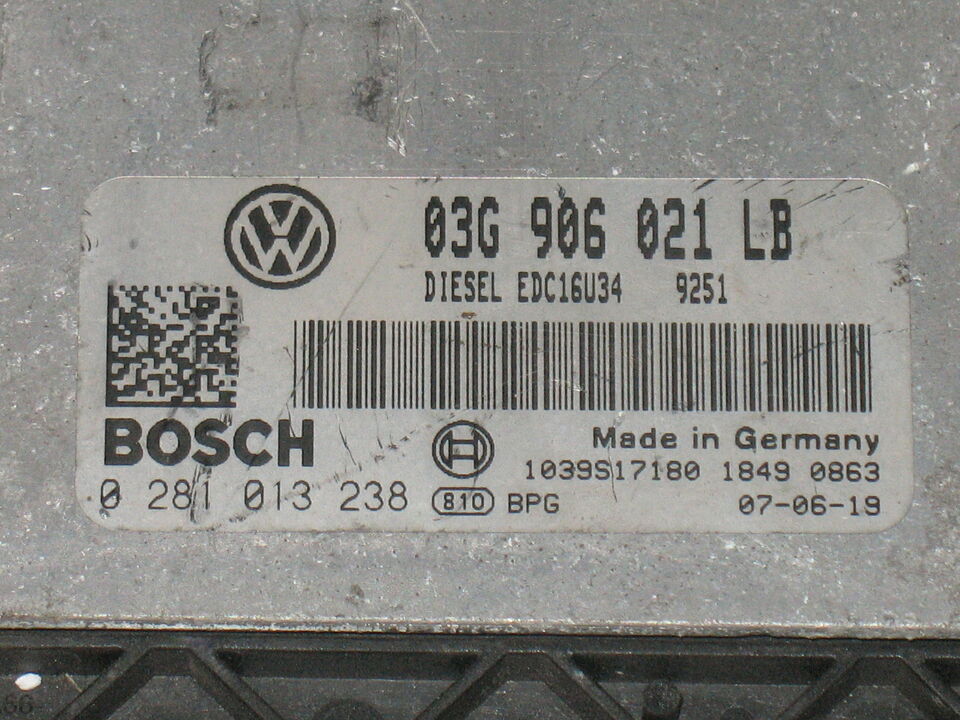 03G 906 021 LB
DIESEL EDC16U34 9251
BOSCH
Made in Germany
1039S17180 1849 0863
0 281 013 238 810 BPG 07-06-19